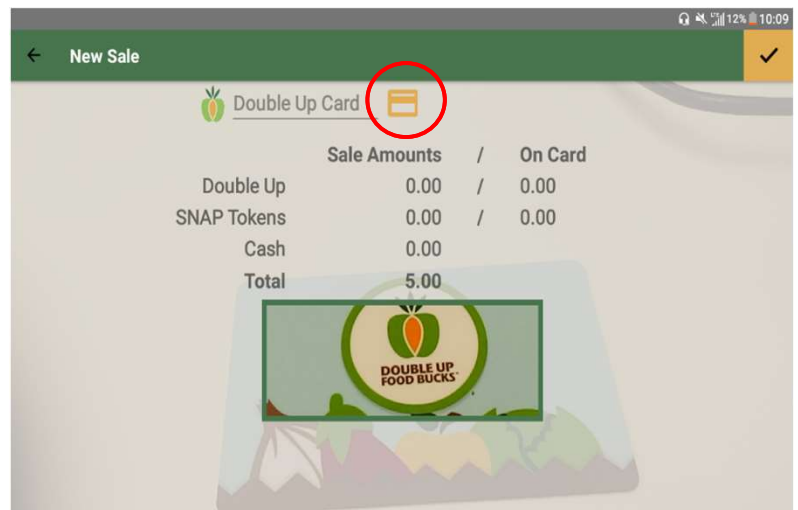 12% 10:09
New Sale
Double Up Card
Sale Amounts / On Card
Double Up 0.00 / 0.00
SNAP Tokens 0.00 / 0.00
Cash 0.00
Total 5.00
DOUBLE UP
FOOD BUCKS